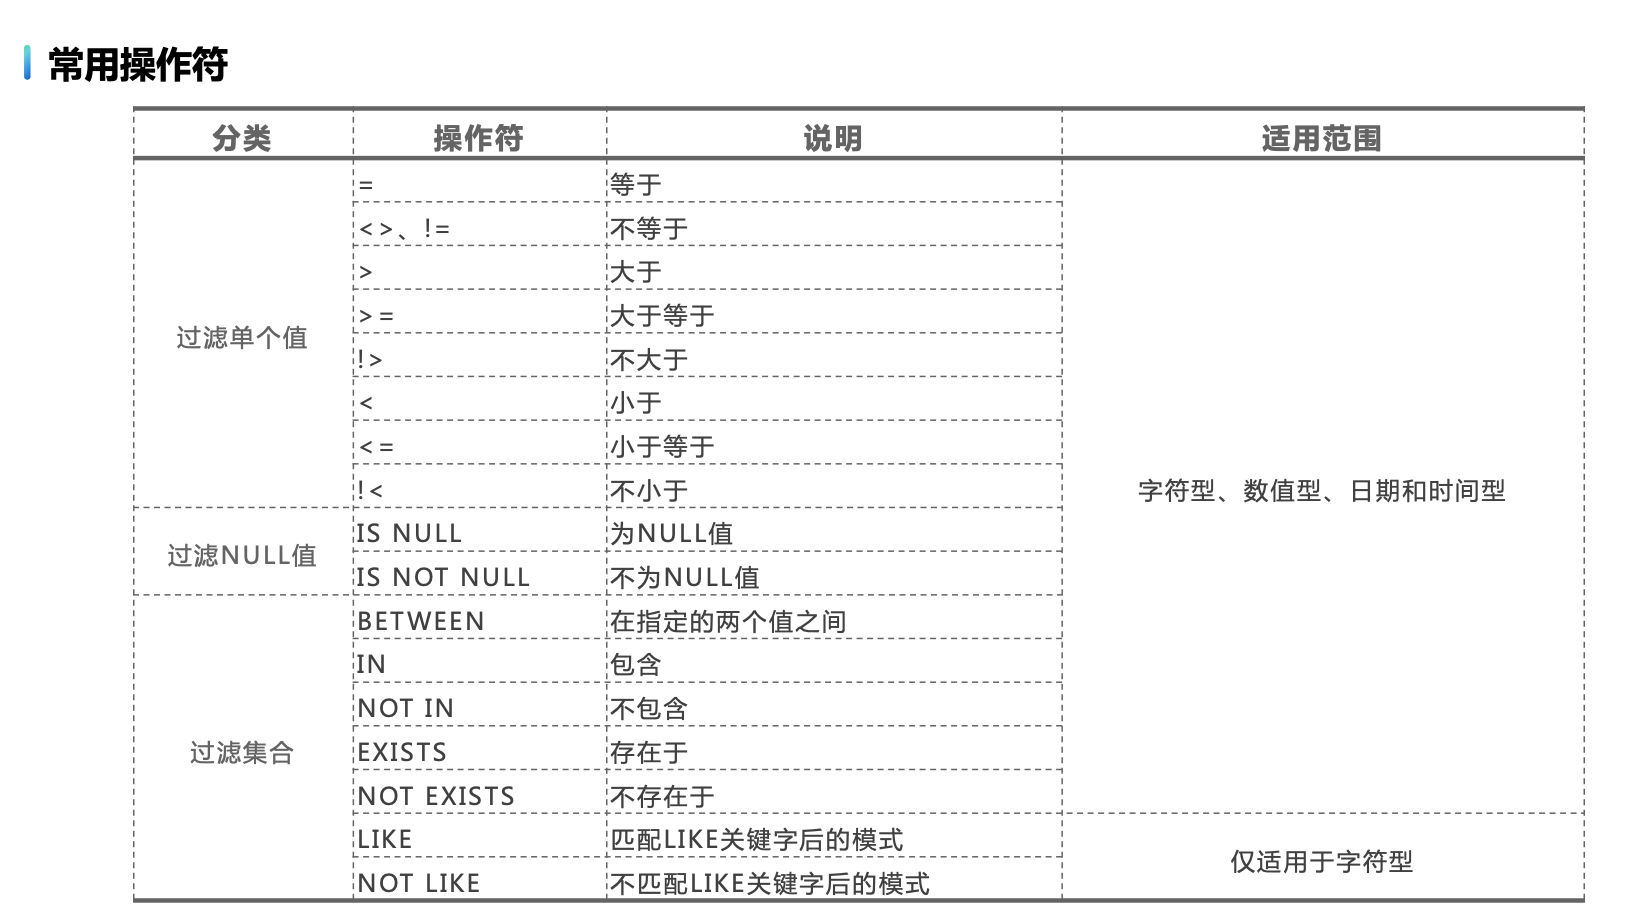 常用操作符
分类 操作符 说明 适用范围
过滤单个值
= 等于
<>、!= 不等于
> 大于
>= 大于等于
!> 不大于
< 小于
<= 小于等于
!< 不小于
字符型、数值型、日期和时间型
过滤NULL值
IS NULL 为NULL值
IS NOT NULL 不为NULL值
过滤集合
BETWEEN 在指定的两个值之间
IN 包含
NOT IN 不包含
EXISTS 存在于
NOT EXISTS 不存在于
LIKE 匹配LIKE关键字后的模式
NOT LIKE 不匹配LIKE关键字后的模式
仅适用于字符型